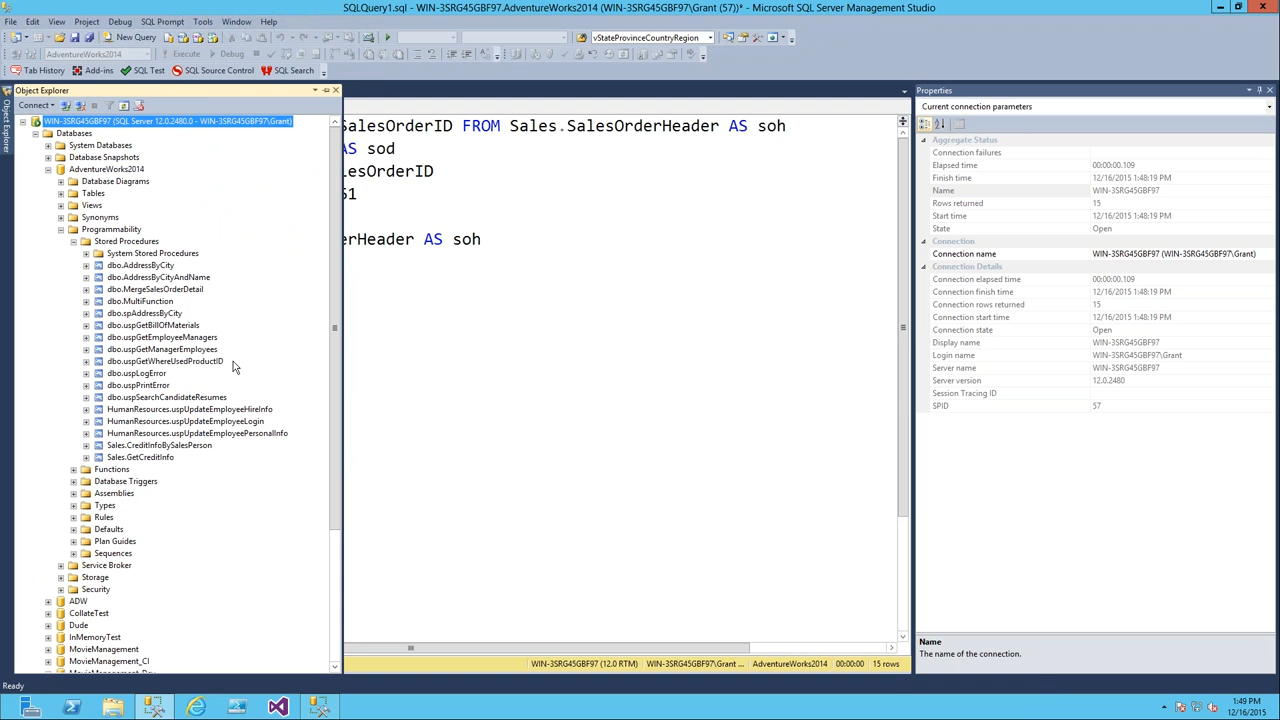 SQLQuery1.sql - WIN-3SRG45GBF97.AdventureWorks2014 (WIN-3SRG45GBF97\Grant (57))* - Microsoft SQL Server Management Studio
File Edit View Project Debug SQL Prompt Tools Window Help
New Query vStateProvinceCountryRegion
AdventureWorks2014 Execute Debug
Tab History Add-ins SQL Test SQL Source Control SQL Search
Object Explorer
Connect
WIN-3SRG45GBF97 (SQL Server 12.0.2480.0 - WIN-3SRG45GBF97\Grant)
Databases
System Databases
Database Snapshots
AdventureWorks2014
Database Diagrams
Tables
Views
Synonyms
Programmability
Stored Procedures
System Stored Procedures
dbo.AddressByCity
dbo.AddressByCityAndName
dbo.MergeSalesOrderDetail
dbo.MultiFunction
dbo.spAddressByCity
dbo.uspGetBillOfMaterials
dbo.uspGetEmployeeManagers
dbo.uspGetManagerEmployees
dbo.uspGetWhereUsedProductID
dbo.uspLogError
dbo.uspPrintError
dbo.uspSearchCandidateResumes
HumanResources.uspUpdateEmployeeHireInfo
HumanResources.uspUpdateEmployeeLogin
HumanResources.uspUpdateEmployeePersonalInfo
Sales.CreditInfoBySalesPerson
Sales.GetCreditInfo
Functions
Database Triggers
Assemblies
Types
Rules
Defaults
Plan Guides
Sequences
Service Broker
Storage
Security
ADW
CollateTest
Dude
InMemoryTest
MovieManagement
MovieManagement_CI
Object Explorer
SalesOrderID FROM Sales.SalesOrderHeader AS soh
AS sod
lesOrderID
51
erHeader AS soh
WIN-3SRG45GBF97 (12.0 RTM) WIN-3SRG45GBF97\Grant ... AdventureWorks2014 00:00:00 15 rows
Properties
Current connection parameters
Aggregate Status
Connection failures
Elapsed time 00:00:00.109
Finish time 12/16/2015 1:48:19 PM
Name WIN-3SRG45GBF97
Rows returned 15
Start time 12/16/2015 1:48:19 PM
State Open
Connection
Connection name WIN-3SRG45GBF97 (WIN-3SRG45GBF97\Grant)
Connection Details
Connection elapsed time 00:00:00.109
Connection finish time 12/16/2015 1:48:19 PM
Connection rows returned 15
Connection start time 12/16/2015 1:48:19 PM
Connection state Open
Display name WIN-3SRG45GBF97
Login name WIN-3SRG45GBF97\Grant
Server name WIN-3SRG45GBF97
Server version 12.0.2480
Session Tracing ID
SPID 57
Name
The name of the connection.
Ready
1:49 PM
12/16/2015